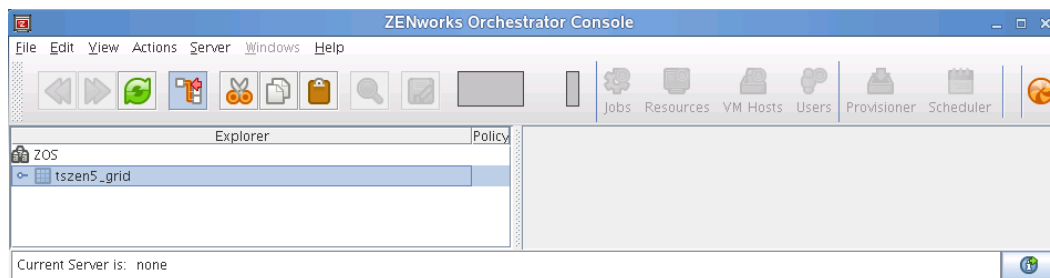 ZENworks Orchestrator Console
File Edit View Actions Server Windows Help
Jobs Resources VM Hosts Users Provisioner Scheduler
Explorer Policy
ZOS
tszen5_grid
Current Server is: none